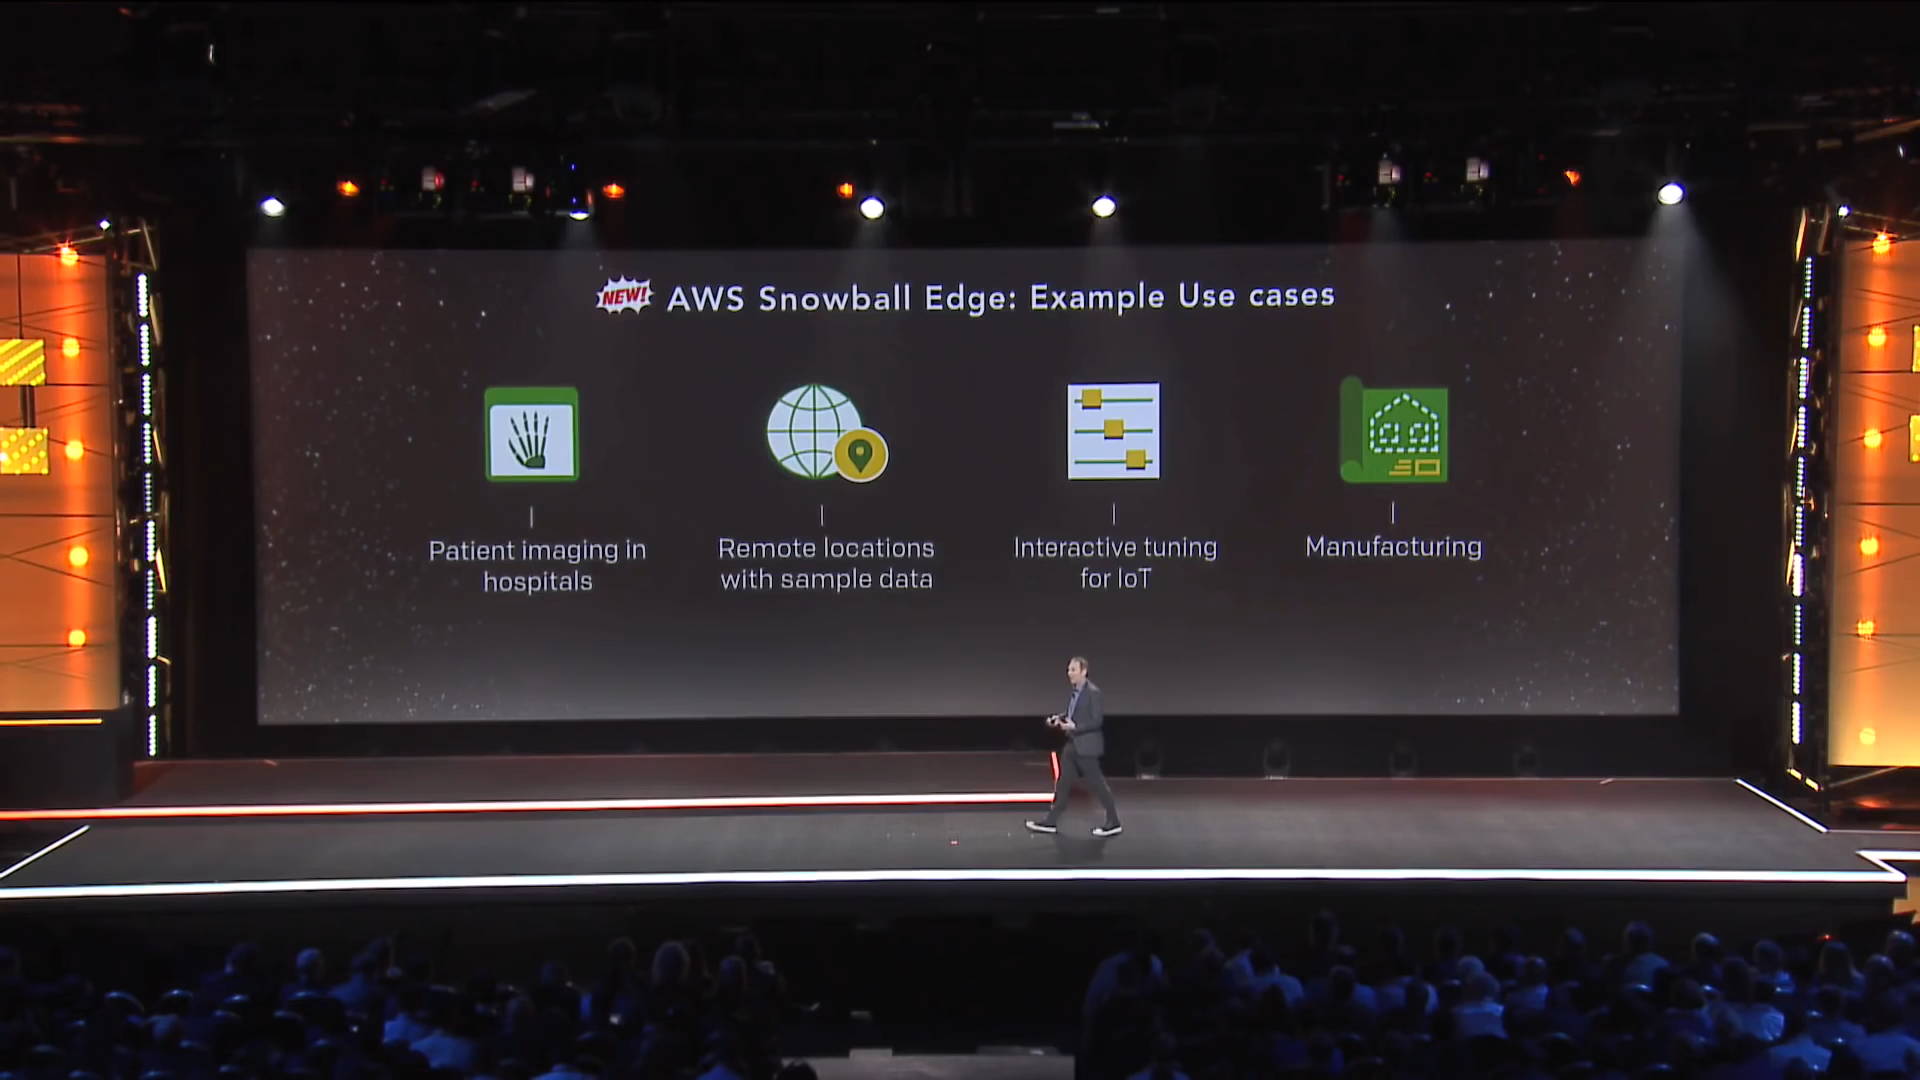 NEW! AWS Snowball Edge: Example Use cases
Patient imaging in
hospitals
Remote locations
with sample data
Interactive tuning
for IoT
Manufacturing